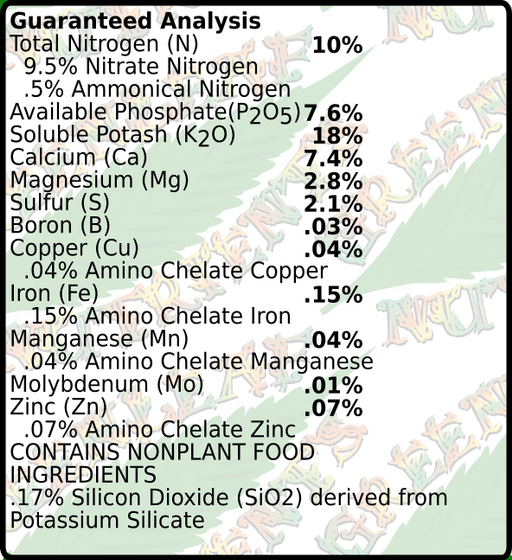 Guaranteed Analysis
Total Nitrogen (N) 10%
9.5% Nitrate Nitrogen
.5% Ammonical Nitrogen
Available Phosphate(P2O5) 7.6%
Soluble Potash (K2O) 18%
Calcium (Ca) 7.4%
Magnesium (Mg) 2.8%
Sulfur (S) 2.1%
Boron (B) .03%
Copper (Cu) .04%
.04% Amino Chelate Copper
Iron (Fe) .15%
.15% Amino Chelate Iron
Manganese (Mn) .04%
.04% Amino Chelate Manganese
Molybdenum (Mo) .01%
Zinc (Zn) .07%
.07% Amino Chelate Zinc
CONTAINS NONPLANT FOOD
INGREDIENTS
.17% Silicon Dioxide (SiO2) derived from
Potassium Silicate